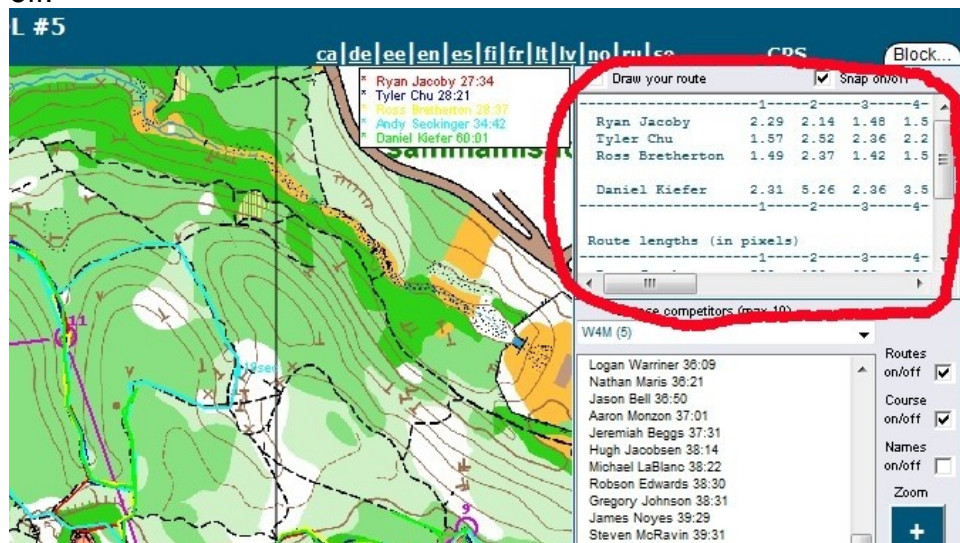 L #5
ca|de|ee|en|es|fi|fr|lt|lv|no|ru|se GPS Block...
* Ryan Jacoby 27:34
* Tyler Chu 28:21
* Ross Bretherton 28:37
* Andy Seokinger 34:42
* Daniel Kiefer 60:01
Draw your route Snap on/off
-1- -2- -3- -4-
Ryan Jacoby 2.29 2.14 1.48 1.5
Tyler Chu 1.57 2.52 2.36 2.2
Ross Bretherton 1.49 2.37 1.42 1.5
Daniel Kiefer 2.31 5.26 2.36 3.5
-1- -2- -3- -4-
Route lengths (in pixels)
-1- -2- -3- -4-
competitors (max 10)
W4M (5)
Logan Warriner 36:09
Nathan Maris 36:21
Jason Bell 36:50
Aaron Monzon 37:01
Jeremiah Beggs 37:31
Hugh Jacobsen 38:14
Michael LaBlanc 38:22
Robson Edwards 38:30
Gregory Johnson 38:31
James Noyes 39:29
Steven McRavin 39:31
Routes
on/off
Course
on/off
Names
on/off
Zoom
+
11
9